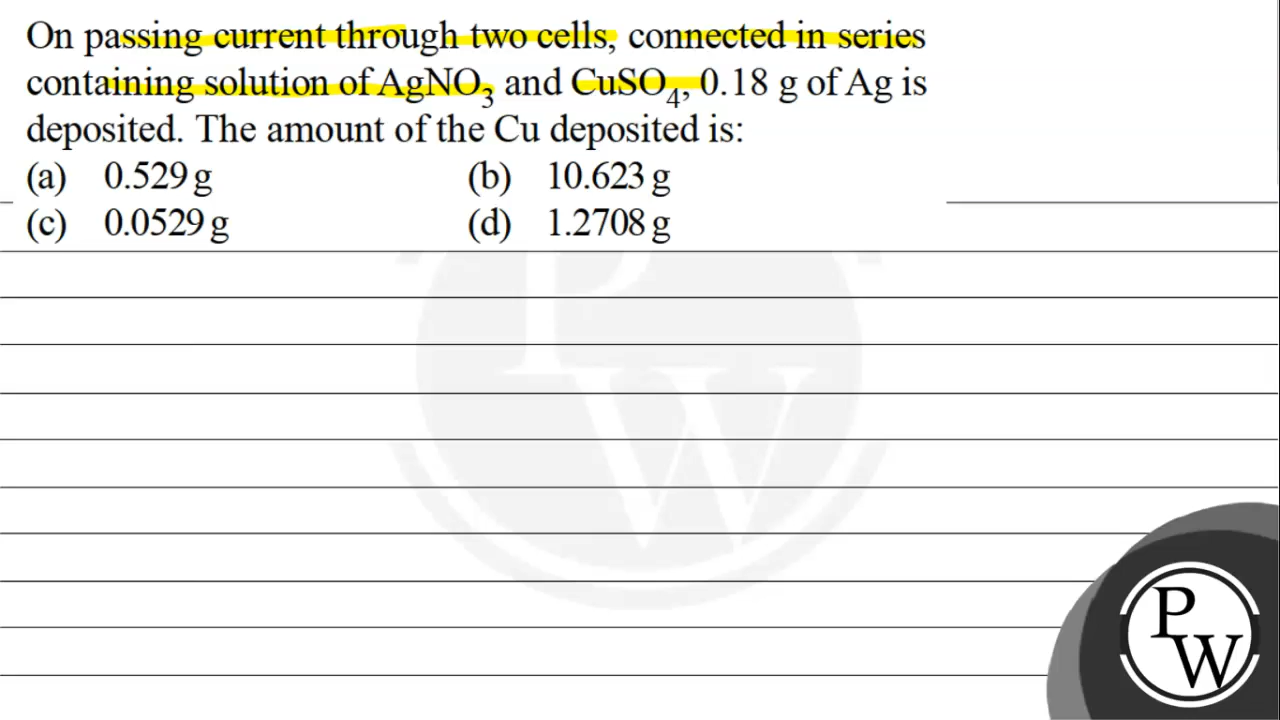 On passing current through two cells, connected in series
containing solution of AgNO₃ and CuSO₄, 0.18 g of Ag is
deposited. The amount of the Cu deposited is:
(a) 0.529 g (b) 10.623 g
(c) 0.0529 g (d) 1.2708 g
P
W
P
W